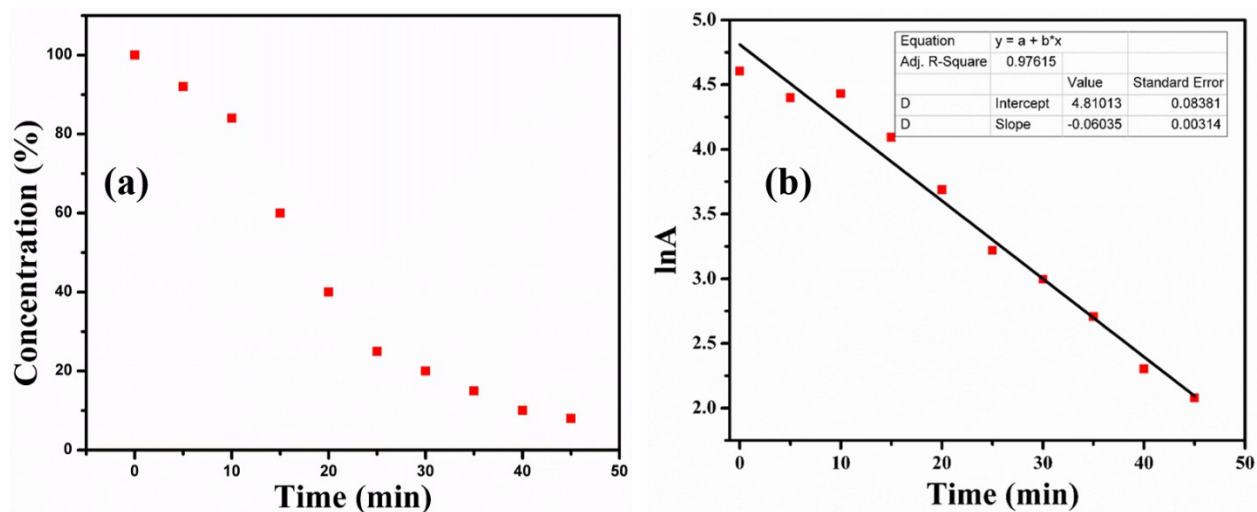 100
80
60
40
20
0
Concentration (%)
(a)
0 10 20 30 40 50
Time (min)
5.0
4.5
4.0
3.5
3.0
2.5
2.0
lnA
(b)
Equation y = a + b*x
Adj. R-Square 0.97615
Value Standard Error
D Intercept 4.81013 0.08381
D Slope -0.06035 0.00314
0 10 20 30 40 50
Time (min)